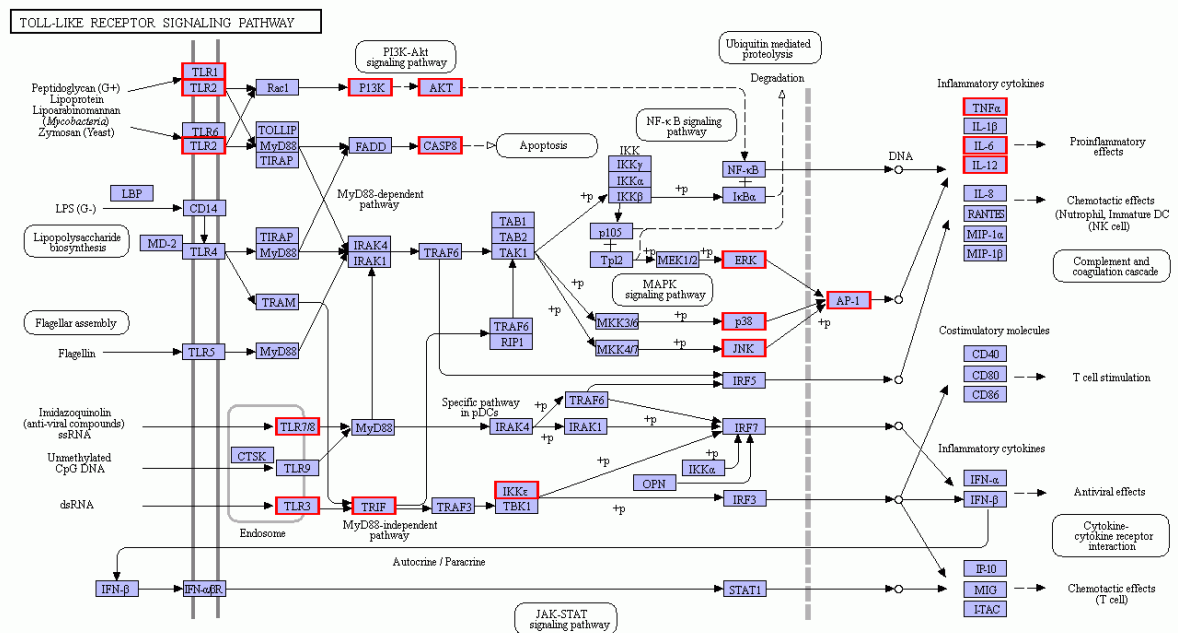 TOLL-LIKE RECEPTOR SIGNALING PATHWAY
PI3K-Akt
signaling pathway
Ubiquitin mediated
proteolysis
Degradation
TLR1
TLR2
Peptidoglycan (G+)
Lipoprotein
Lipoarabinomannan
(Mycobacteria)
Zymosan (Yeast)
Rac1
P13K
AKT
Inflammatory cytokines
TNFα
IL-1β
IL-6
IL-12
Proinflammatory
effects
TLR6
TLR2
TOLLIP
MyD88
TIRAP
FADD
CASP8
Apoptosis
NF-κ B signaling
pathway
IKK
IKKγ
IKKα
IKKβ
+p
+p
NF-κB
+
IκBα
DNA
LBP
LPS (G-)
CD14
MyD88-dependent
pathway
IL-8
RANTES
MIP-1α
MIP-1β
Chemotactic effects
(Nutrophil, Immature DC
(NK cell)
Lipopolysaccharide
biosynthesis
MD-2
TLR4
TIRAP
MyD88
IRAK4
IRAK1
TRAF6
TAB1
TAB2
TAK1
p105
+
Tpl2
+p
MEK1/2
+p
ERK
Complement and
coagulation cascade
MAPK
signaling pathway
TRAM
+p
+p
AP-1
+p
Flagellar assembly
TRAF6
RIP1
MKK3/6
+p
p38
Flagellin
TLR5
MyD88
MKK4/7
+p
JNK
Costimulatory molecules
CD40
CD80
CD86
T cell stimulation
IRF5
Imidazoquinolin
(anti-viral compounds)
ssRNA
TLR7/8
MyD88
Specific pathway
in pDCs
IRAK4
+p
+p
TRAF6
IRAK1
+p
IRF7
Unmethylated
CpG DNA
CTSK
TLR9
+p
IKKα
+p
OPN
Inflammatory cytokines
IFN-α
IFN-β
Antiviral effects
dsRNA
TLR3
TRIF
TRAF3
IKKε
TBK1
+p
IRF3
Endosome
MyD88-independent
pathway
Cytokine-
cytokine receptor
interaction
Autocrine / Paracrine
IFN-β
IFN-αβR
STAT1
IP-10
MIG
I-TAC
Chemotactic effects
(T cell)
JAK-STAT
signaling pathway